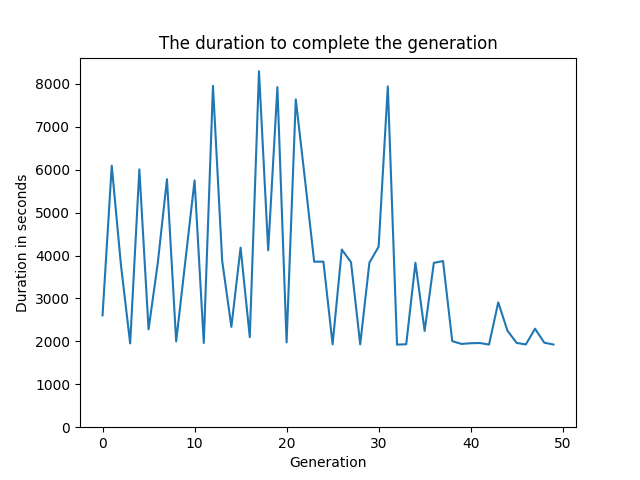 The duration to complete the generation
Duration in seconds
8000
7000
6000
5000
4000
3000
2000
1000
0
0 10 20 30 40 50
Generation